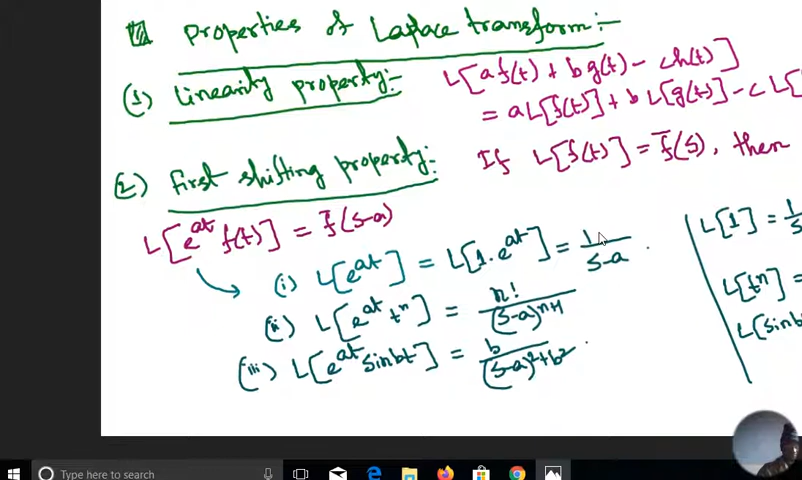 Properties of Laplace transform:-
(1) Linearity property:- L[af(t) + bg(t) - ch(t)]
= aL[f(t)] + bL[g(t)] - cL[
(2) First shifting property:- If L[f(t)] = f̄(s), then
L[e^{at} f(t)] = f̄(s-a)
(i) L[e^{at}] = L[1.e^{at}] = 1/(s-a) .
(ii) L[e^{at} t^n] = n!/(s-a)^{n+1}
(iii) L[e^{at} sinbt] = b/((s-a)²+b²) .
L[1] = 1/s
L[t^n] =
L[sinb
Type here to search